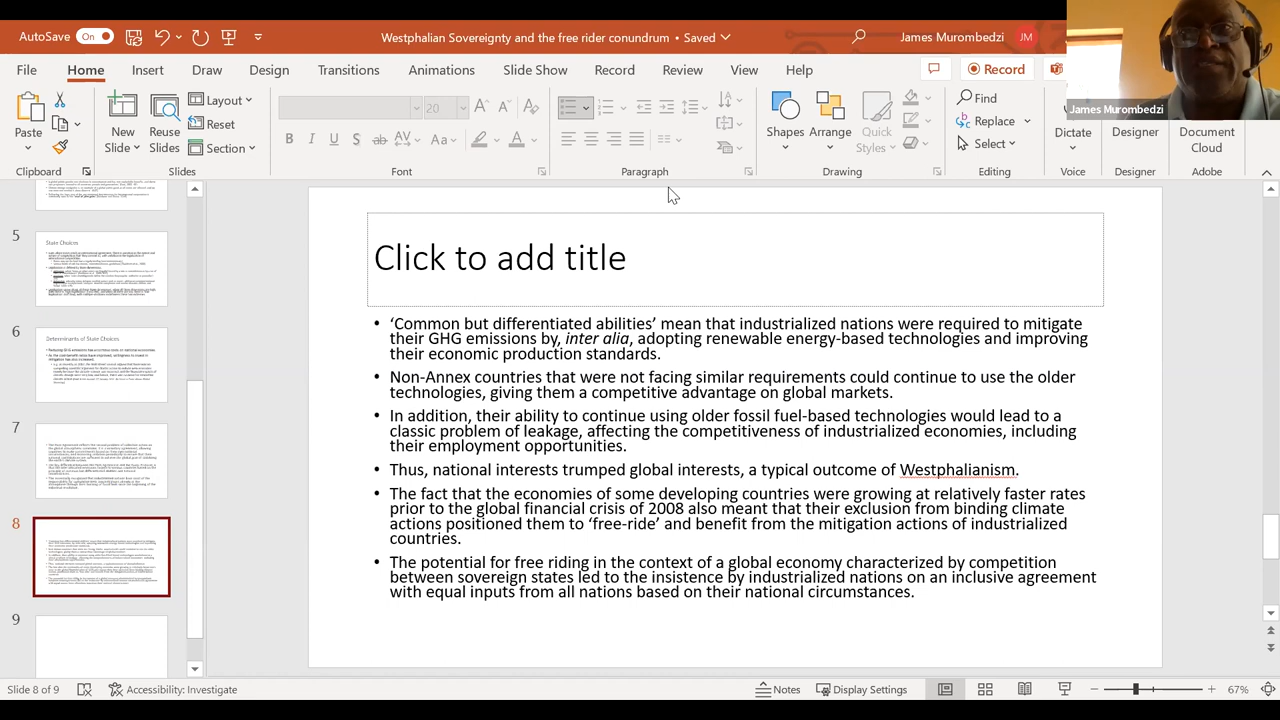 AutoSave On Westphalian Sovereignty and the free rider conundrum • Saved James Murombedzi JM
File Home Insert Draw Design Transitions Animations Slide Show Record Review View Help Record
James Murombedzi
Paste New Slide Reuse Slides Layout Reset Section
20
B I U S ab AV Aa A
Shapes Arrange Quick Styles
Find Replace Select
Dictate Designer Document Cloud
Clipboard Slides Font Paragraph Drawing Editing Voice Designer Adobe
5
State Choices
6
Determinants of State Choices
7
8
9
Click to add title
• ‘Common but differentiated abilities’ mean that industrialized nations were required to mitigate
their GHG emissions by, inter alia, adopting renewable energy-based technologies and improving
their economic production standards.
• Non-Annex countries that were not facing similar requirements could continue to use the older
technologies, giving them a competitive advantage on global markets.
• In addition, their ability to continue using older fossil fuel-based technologies would lead to a
classic problem of leakage, affecting the competitiveness of industrialized economies, including
their employment opportunities.
• Thus, national interests trumped global interests, a typical outcome of Westphalianism.
• The fact that the economies of some developing countries were growing at relatively faster rates
prior to the global financial crisis of 2008 also meant that their exclusion from binding climate
actions positioned them to ‘free-ride’ and benefit from the mitigation actions of industrialized
countries.
• The potential for free riding in the context of a global economy characterized by competition
between sovereign states led to the insistence by industrialized nations on an inclusive agreement
with equal inputs from all nations based on their national circumstances.
Slide 8 of 9 Accessibility: Investigate Notes Display Settings 67%